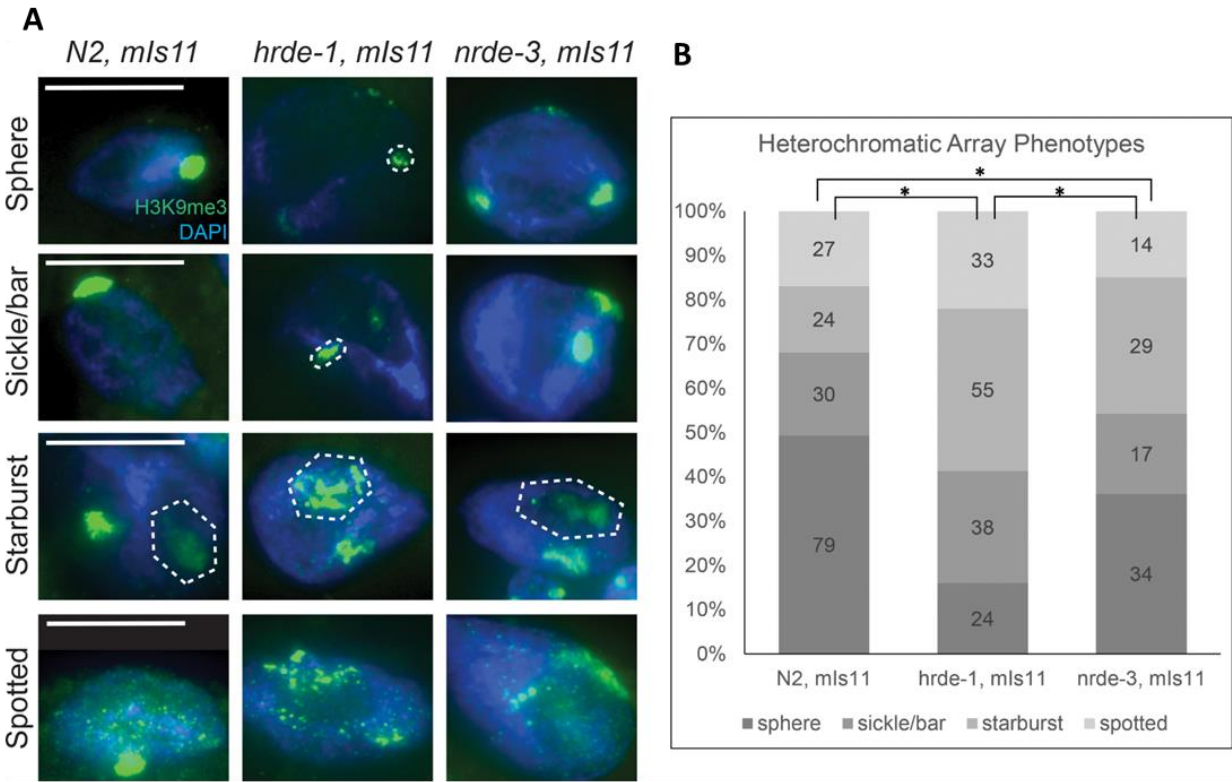 A
N2, mIs11 hrde-1, mIs11 nrde-3, mIs11
Sphere
H3K9me3
DAPI
Sickle/bar
Starburst
Spotted
B
Heterochromatic Array Phenotypes
*
* *
100%
90%
80%
70%
60%
50%
40%
30%
20%
10%
0%
27 33 14
24 55 29
30 38 17
79 24 34
N2, mIs11 hrde-1, mIs11 nrde-3, mIs11
sphere sickle/bar starburst spotted